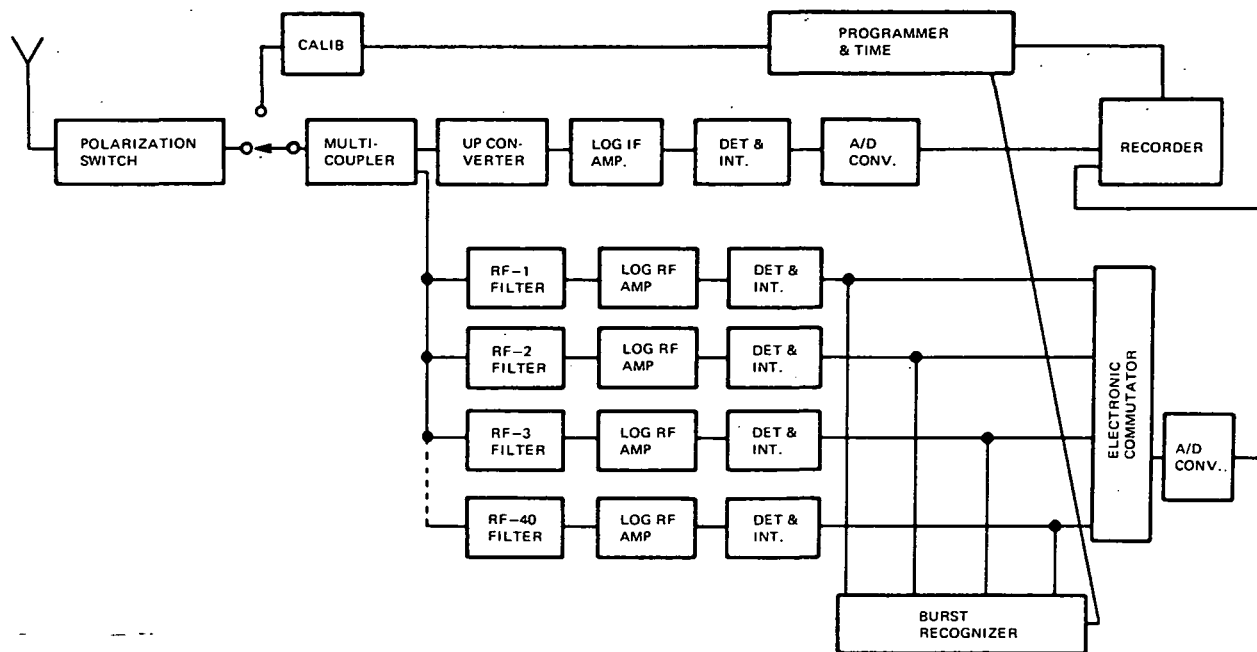 CALIB
PROGRAMMER
& TIME
POLARIZATION
SWITCH
MULTI-
COUPLER
UP CON-
VERTER
LOG IF
AMP.
DET &
INT.
A/D
CONV.
RECORDER
RF-1
FILTER
LOG RF
AMP
DET &
INT.
RF-2
FILTER
LOG RF
AMP
DET &
INT.
RF-3
FILTER
LOG RF
AMP
DET &
INT.
RF-40
FILTER
LOG RF
AMP
DET &
INT.
ELECTRONIC
COMMUTATOR
A/D
CONV..
BURST
RECOGNIZER